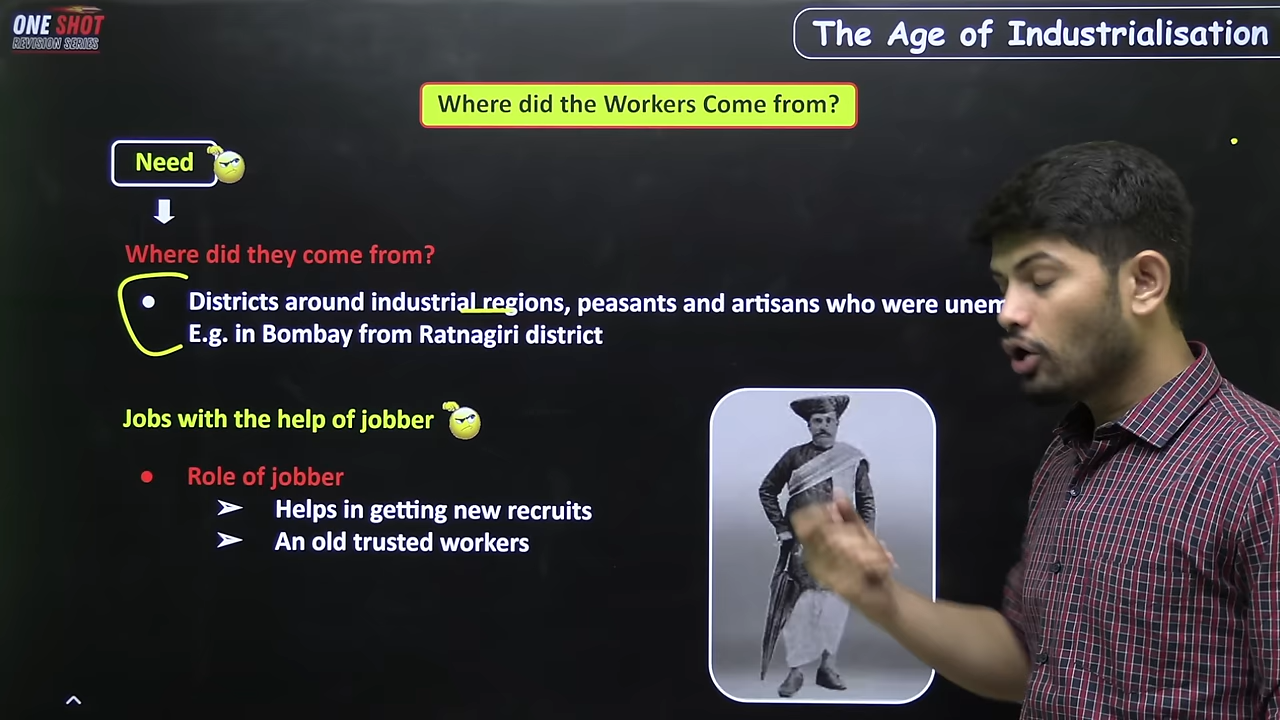 ONE SHOT
REVISION SERIES
The Age of Industrialisation
Where did the Workers Come from?
Need
Where did they come from?
Districts around industrial regions, peasants and artisans who were
E.g. in Bombay from Ratnagiri district
Jobs with the help of jobber
Role of jobber
Helps in getting new recruits
An old trusted workers